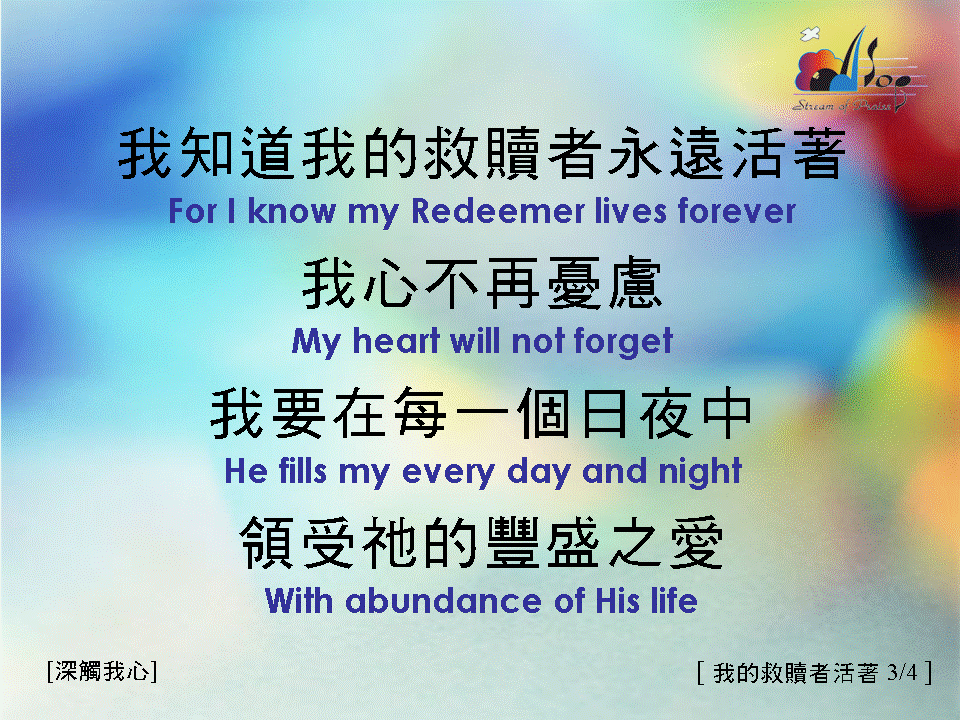 Sop
Stream of Praise
我知道我的救贖者永遠活著
For I know my Redeemer lives forever
我心不再憂慮
My heart will not forget
我要在每一個日夜中
He fills my every day and night
領受祂的豐盛之愛
With abundance of His life
[深觸我心]
[ 我的救贖者活著 3/4 ]